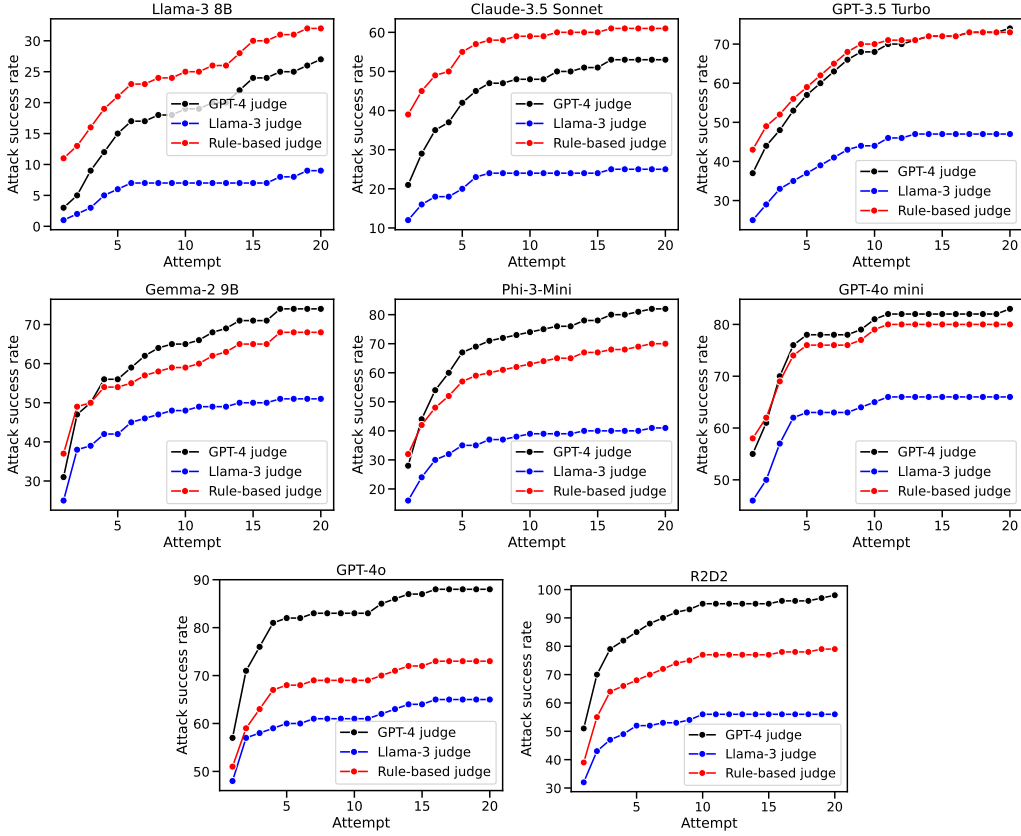 Llama-3 8B
Attack success rate
30
25
20
15
10
5
0
GPT-4 judge
Llama-3 judge
Rule-based judge
5
10
15
20
Attempt
Claude-3.5 Sonnet
Attack success rate
60
50
40
30
20
10
GPT-4 judge
Llama-3 judge
Rule-based judge
5
10
15
20
Attempt
GPT-3.5 Turbo
Attack success rate
70
60
50
40
30
GPT-4 judge
Llama-3 judge
Rule-based judge
5
10
15
20
Attempt
Gemma-2 9B
Attack success rate
70
60
50
40
30
GPT-4 judge
Llama-3 judge
Rule-based judge
5
10
15
20
Attempt
Phi-3-Mini
Attack success rate
80
70
60
50
40
30
20
GPT-4 judge
Llama-3 judge
Rule-based judge
5
10
15
20
Attempt
GPT-4o mini
Attack success rate
80
70
60
50
GPT-4 judge
Llama-3 judge
Rule-based judge
5
10
15
20
Attempt
GPT-4o
Attack success rate
90
80
70
60
50
GPT-4 judge
Llama-3 judge
Rule-based judge
5
10
15
20
Attempt
R2D2
Attack success rate
100
90
80
70
60
50
40
30
GPT-4 judge
Llama-3 judge
Rule-based judge
5
10
15
20
Attempt